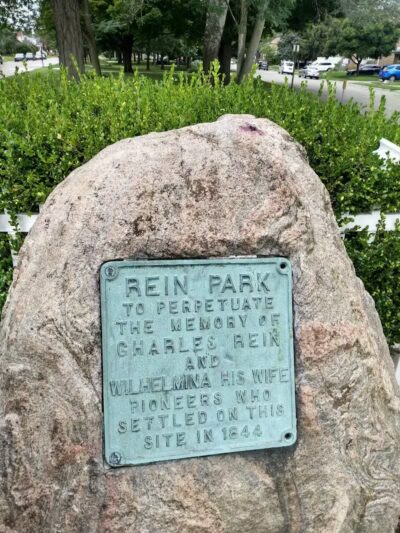 REIN PARK
TO PERPETUATE
THE MEMORY OF
CHARLES REIN
AND
WILHELMINA HIS WIFE
PIONEERS WHO
SETTLED ON THIS
SITE IN 1844